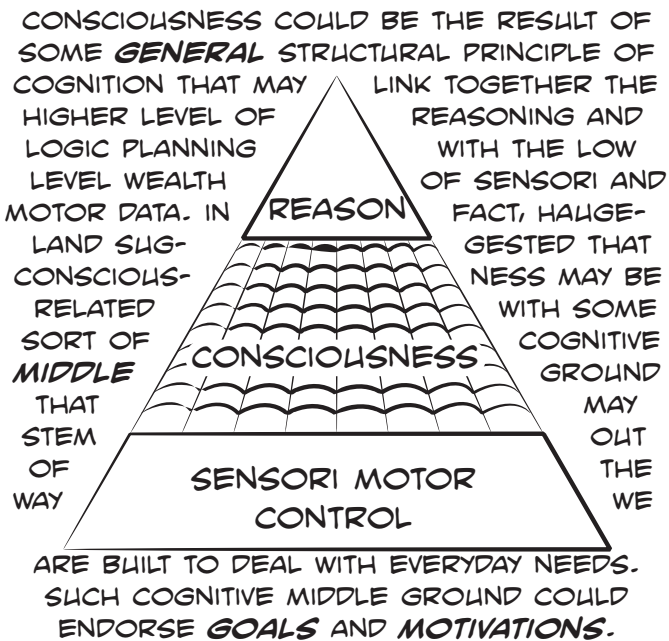 CONSCIOUSNESS COULD BE THE RESULT OF
SOME GENERAL STRUCTURAL PRINCIPLE OF
COGNITION THAT MAY LINK TOGETHER THE
HIGHER LEVEL OF REASONING AND
LOGIC PLANNING WITH THE LOW
LEVEL WEALTH OF SENSORI AND
MOTOR DATA. IN FACT, HAUGE-
LAND SUG- GESTED THAT
CONSCIOUS- NESS MAY BE
RELATED WITH SOME
SORT OF COGNITIVE
MIDDLE GROUND
THAT MAY
STEM OUT
OF THE
WAY WE
ARE BUILT TO DEAL WITH EVERYDAY NEEDS.
SUCH COGNITIVE MIDDLE GROUND COULD
ENDORSE GOALS AND MOTIVATIONS.
REASON
CONSCIOUSNESS
SENSORI MOTOR
CONTROL